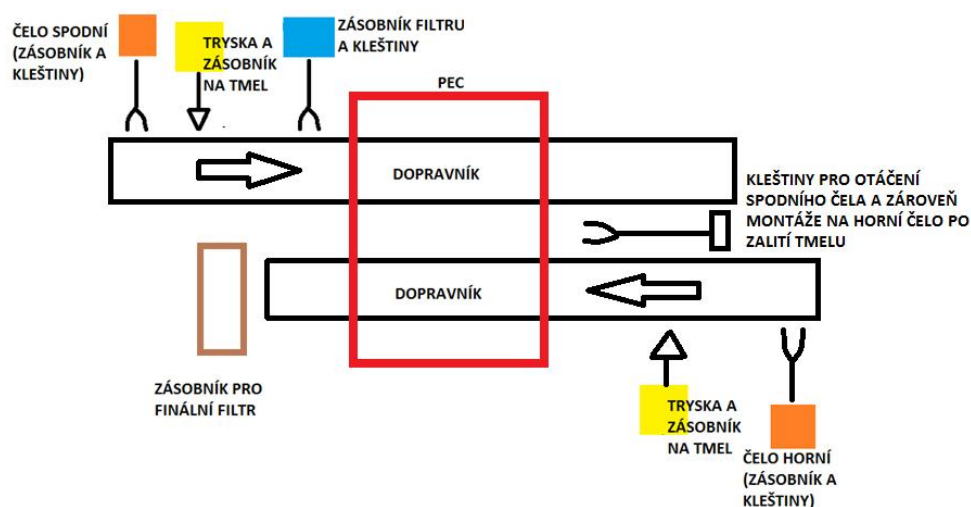 ČELO SPODNÍ
(ZÁSOBNÍK A
KLEŠTINY)
TRYSKA A
ZÁSOBNÍK
NA TMEL
ZÁSOBNÍK FILTRU
A KLEŠTINY
PEC
DOPRAVNÍK
KLEŠTINY PRO OTÁČENÍ
SPODNÍHO ČELA A ZÁROVEŇ
MONTÁŽE NA HORNÍ ČELO PO
ZALITÍ TMELU
DOPRAVNÍK
ZÁSOBNÍK PRO
FINÁLNÍ FILTR
TRYSKA A
ZÁSOBNÍK
NA TMEL
ČELO HORNÍ
(ZÁSOBNÍK A
KLEŠTINY)